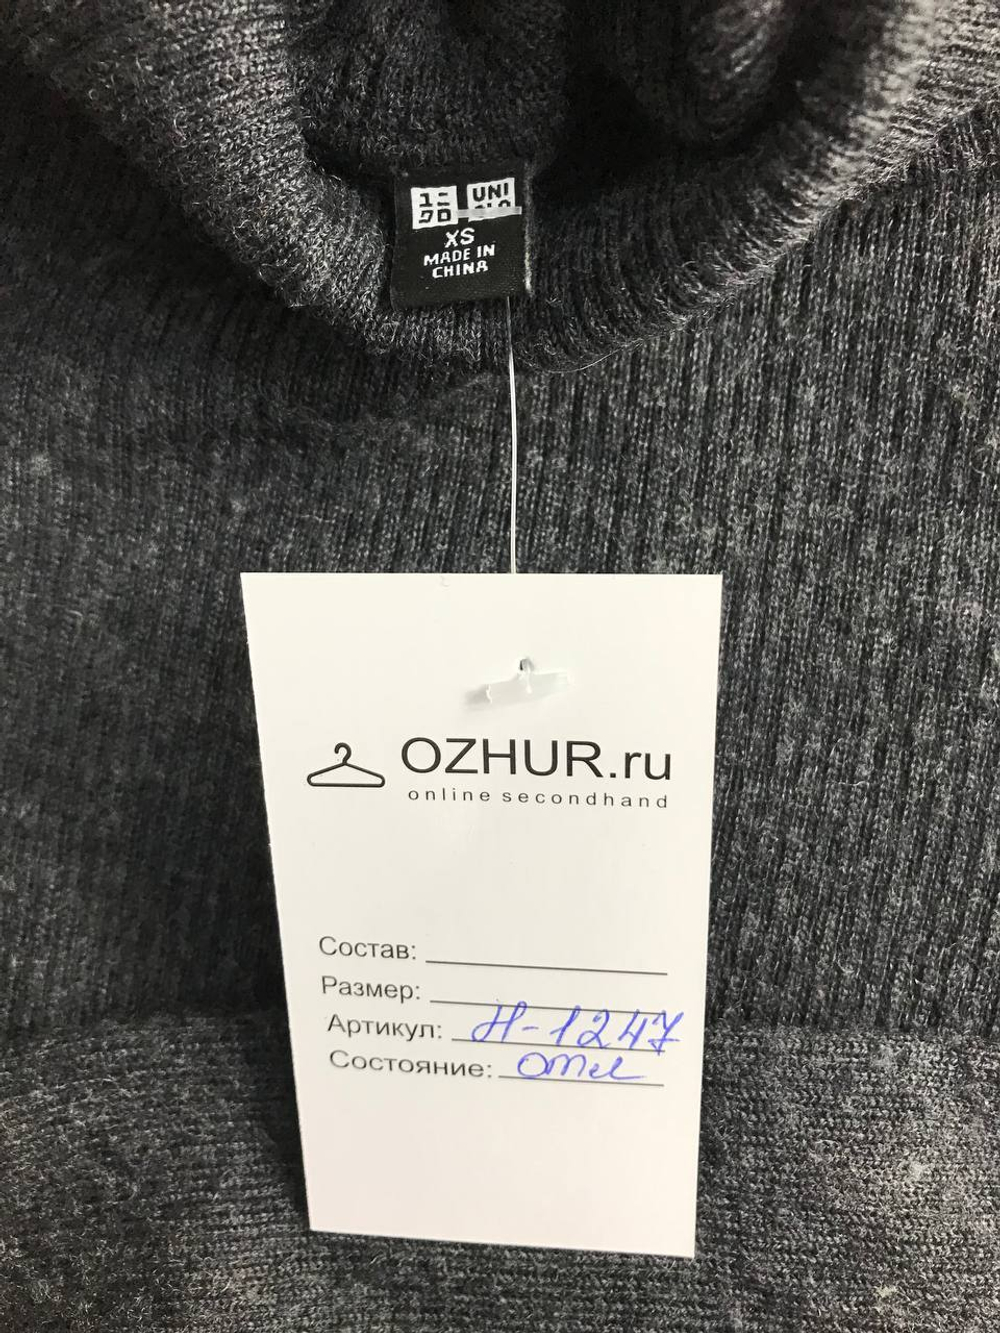 UNI
XS
MADE IN
CHINA
OZHUR.ru
online secondhand
Состав:
Размер:
Артикул: Н-1247
Состояние: отл